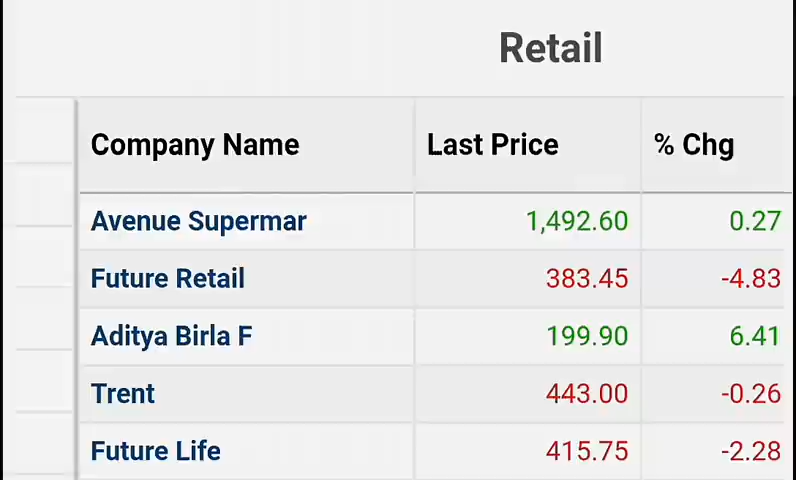 Retail
Company Name Last Price % Chg
Avenue Supermar 1,492.60 0.27
Future Retail 383.45 -4.83
Aditya Birla F 199.90 6.41
Trent 443.00 -0.26
Future Life 415.75 -2.28